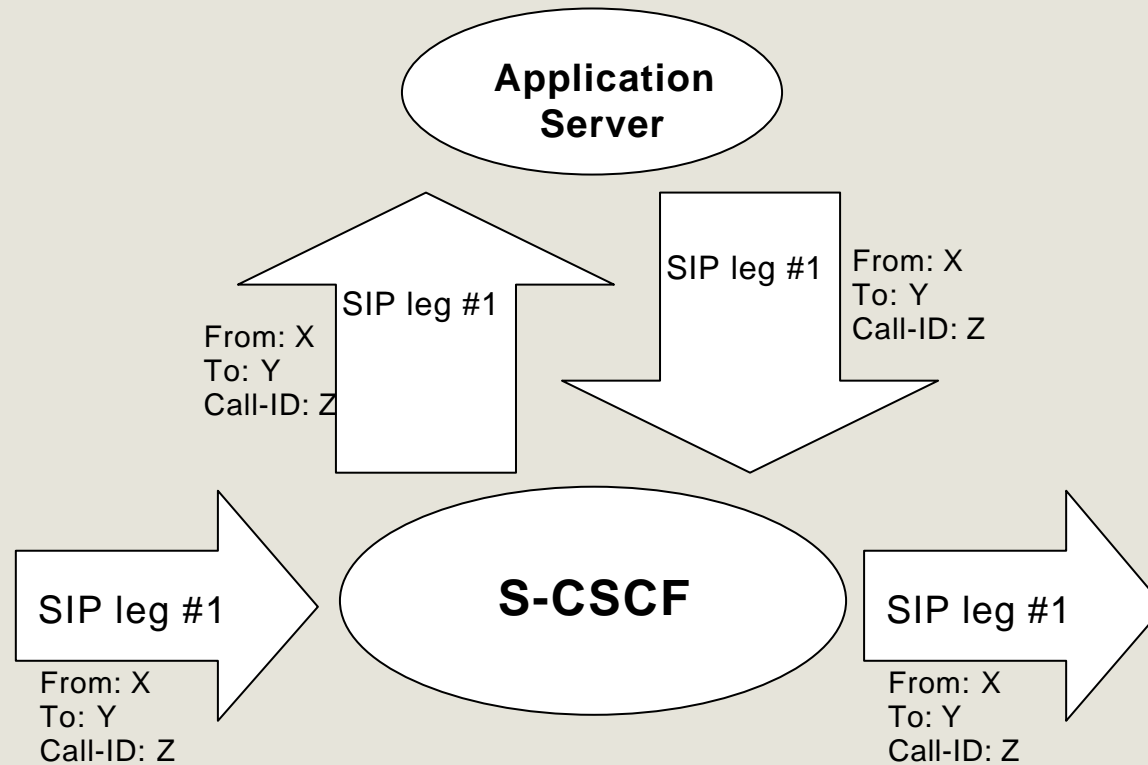 Application
Server
SIP leg #1
From: X
To: Y
Call-ID: Z
SIP leg #1
From: X
To: Y
Call-ID: Z
SIP leg #1
From: X
To: Y
Call-ID: Z
S-CSCF
SIP leg #1
From: X
To: Y
Call-ID: Z